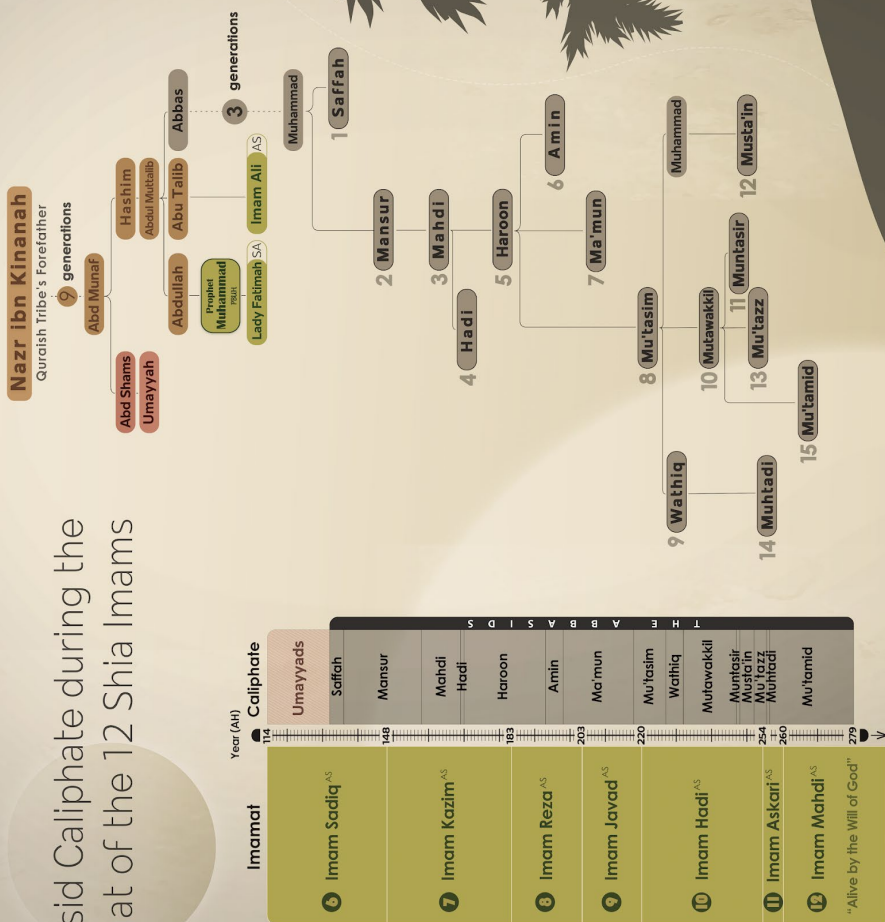 sid Caliphate during the
at of the 12 Shia Imams
Nazr ibn Kinanah
Quraish Tribe's Forefather
9 generations
Abd Munaf
Abd Shams
Hashim
Umayyah
Abdul Muttalib
Abdullah
Abu Talib
Abbas
Prophet
Muhammad
PBUH
3 generations
Lady Fatimah SA
Imam Ali AS
Muhammad
1 Saffah
2 Mansur
3 Mahdi
4 Hadi
5 Haroon
6 Amin
7 Ma'mun
8 Mu'tasim
9 Wathiq
Muhammad
10 Mutawakkil
11 Muntasir
12 Musta'in
13 Mu'tazz
14 Muhtadi
15 Mu'tamid
Imamat
Year (AH)
Caliphate
114
148
183
203
220
254
260
279
6 Imam Sadiq AS
7 Imam Kazim AS
8 Imam Reza AS
9 Imam Javad AS
10 Imam Hadi AS
11 Imam Askari AS
12 Imam Mahdi AS
"Alive by the Will of God"
Umayyads
Saffah
Mansur
Mahdi
Hadi
Haroon
Amin
Ma'mun
Mu'tasim
Wathiq
Mutawakkil
Muntasir
Musta'in
Mu'tazz
Muhtadi
Mu'tamid
THE ABBASIDS